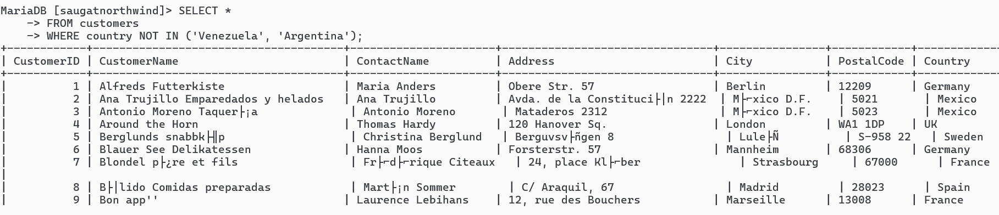 MariaDB [saugatnorthwind]> SELECT *
    -> FROM customers
    -> WHERE country NOT IN ('Venezuela', 'Argentina');
+------------+--------------------------------------+----------------------+--------------------------------+----------------+------------+-------------
| CustomerID | CustomerName                         | ContactName          | Address                        | City           | PostalCode | Country
+------------+--------------------------------------+----------------------+--------------------------------+----------------+------------+-------------
|          1 | Alfreds Futterkiste                  | Maria Anders         | Obere Str. 57                  | Berlin         | 12209      | Germany
|          2 | Ana Trujillo Emparedados y helados   | Ana Trujillo         | Avda. de la Constituci├│n 2222  | M├⌐xico D.F.    | 5021       | Mexico
|          3 | Antonio Moreno Taquer├¡a              | Antonio Moreno       | Mataderos 2312                 | M├⌐xico D.F.    | 5023       | Mexico
|          4 | Around the Horn                      | Thomas Hardy         | 120 Hanover Sq.                | London         | WA1 1DP    | UK
|          5 | Berglunds snabbk├╢p                   | Christina Berglund   | Berguvsv├ñgen 8                 | Lule├Ñ          | S-958 22   | Sweden
|          6 | Blauer See Delikatessen              | Hanna Moos           | Forsterstr. 57                 | Mannheim       | 68306      | Germany
|          7 | Blondel p├¿re et fils                 | Fr├⌐d├⌐rique Citeaux   | 24, place Kl├⌐ber               | Strasbourg     | 67000      | France
|
|          8 | B├│lido Comidas preparadas            | Mart├¡n Sommer        | C/ Araquil, 67                 | Madrid         | 28023      | Spain
|          9 | Bon app''                            | Laurence Lebihans    | 12, rue des Bouchers           | Marseille      | 13008      | France